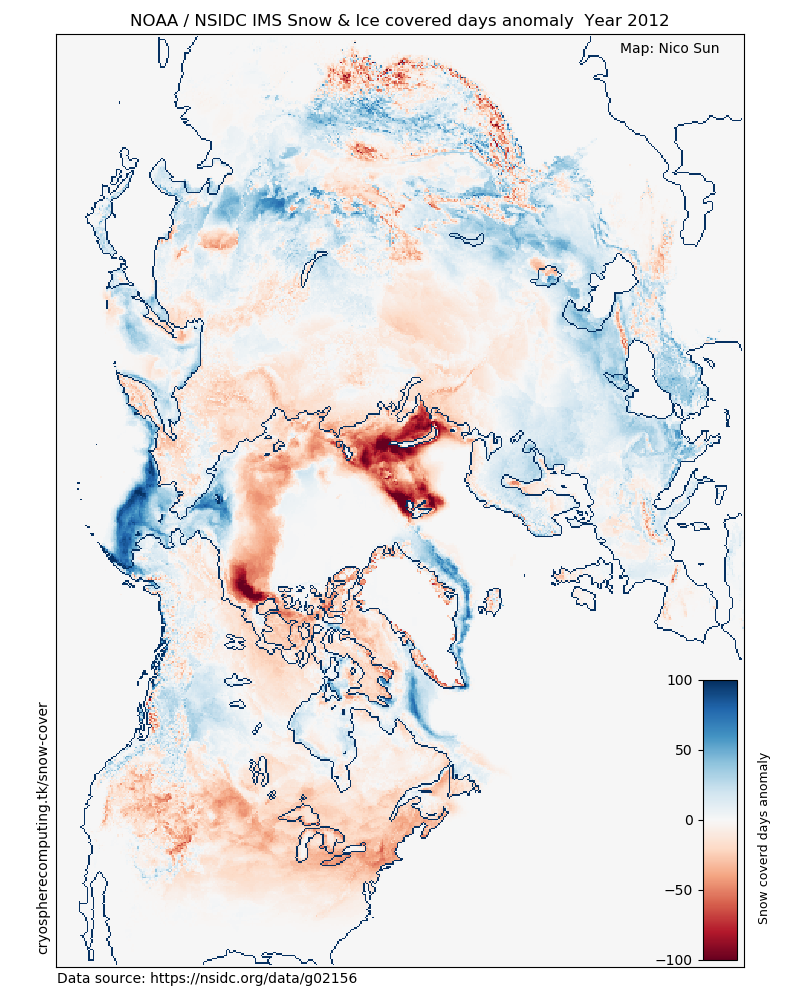 NOAA / NSIDC IMS Snow & Ice covered days anomaly  Year 2012
Map: Nico Sun
cryospherecomputing.tk/snow-cover
100
50
0
−50
−100
Snow coverd days anomaly
Data source: https://nsidc.org/data/g02156